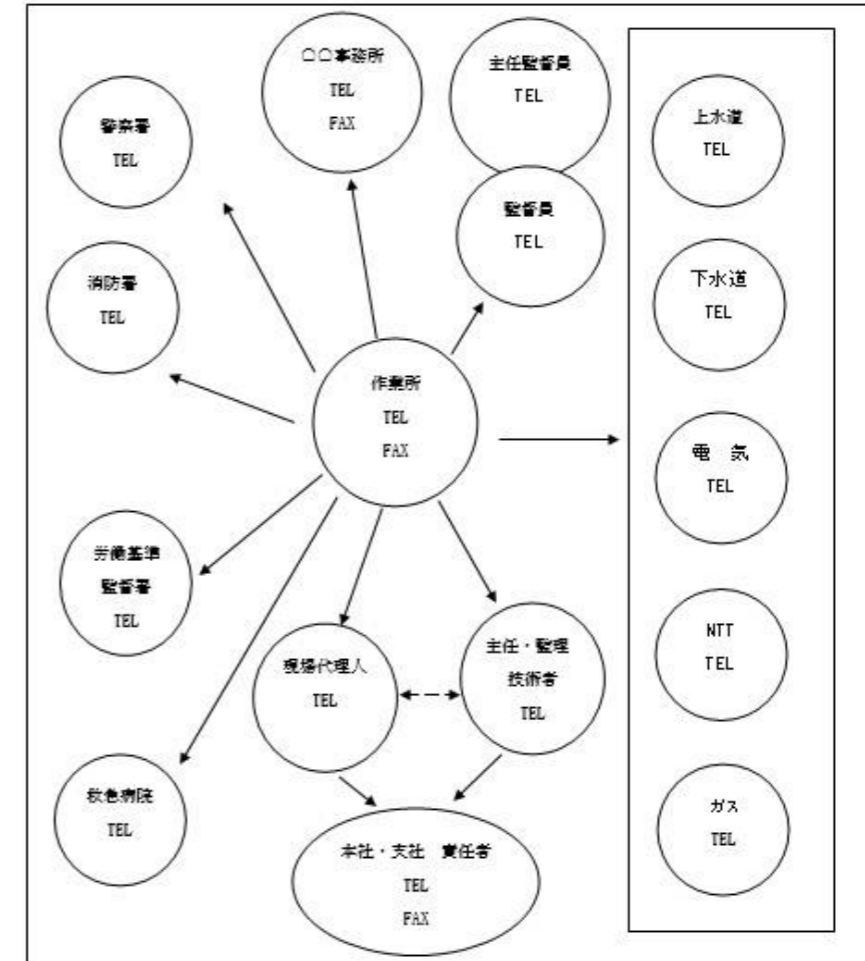 〇〇事務所
TEL
FAX
主任監督員
TEL
監督員
TEL
警察署
TEL
消防署
TEL
作業所
TEL
FAX
労働基準
監督署
TEL
救急病院
TEL
現場代理人
TEL
主任・監理
技術者
TEL
本社・支社　責任者
TEL
FAX
上水道
TEL
下水道
TEL
電　気
TEL
NTT
TEL
ガス
TEL